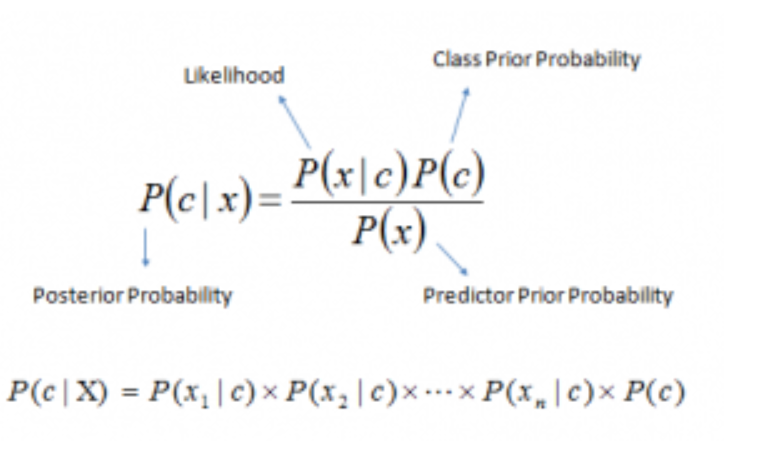 Likelihood
Class Prior Probability
P(c | x) = P(x | c)P(c) / P(x)
Posterior Probability
Predictor Prior Probability
P(c | X) = P(x₁ | c) × P(x₂ | c) × ··· × P(xₙ | c) × P(c)